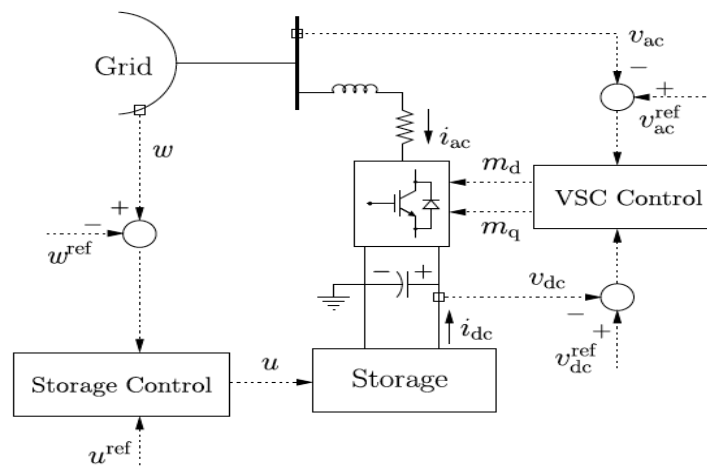 v_ac
Grid
−
+
v_ac^ref
i_ac
w
m_d
VSC Control
m_q
+
−
w^ref
− +
v_dc
−
i_dc
+
v_dc^ref
Storage Control
u
Storage
u^ref